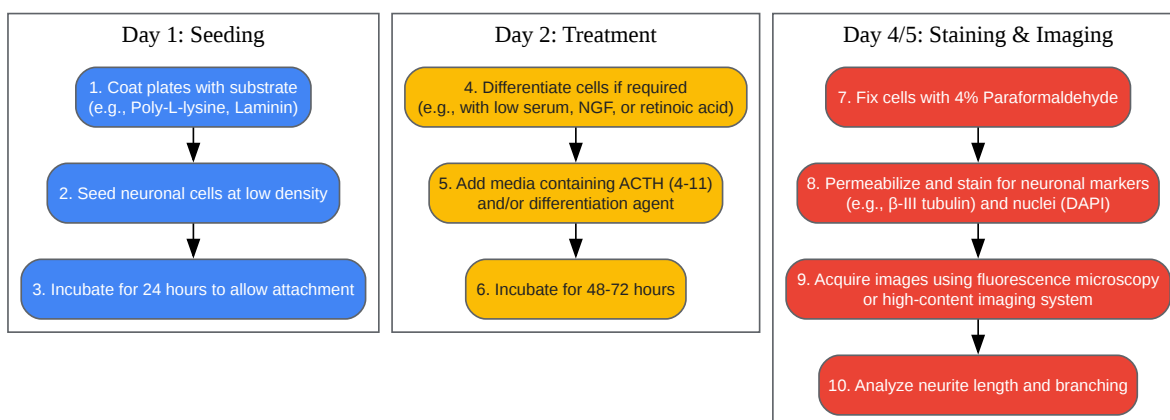 Day 1: Seeding
1. Coat plates with substrate
(e.g., Poly-L-lysine, Laminin)
2. Seed neuronal cells at low density
3. Incubate for 24 hours to allow attachment
Day 2: Treatment
4. Differentiate cells if required
(e.g., with low serum, NGF, or retinoic acid)
5. Add media containing ACTH (4-11)
and/or differentiation agent
6. Incubate for 48-72 hours
Day 4/5: Staining & Imaging
7. Fix cells with 4% Paraformaldehyde
8. Permeabilize and stain for neuronal markers
(e.g., β-III tubulin) and nuclei (DAPI)
9. Acquire images using fluorescence microscopy
or high-content imaging system
10. Analyze neurite length and branching